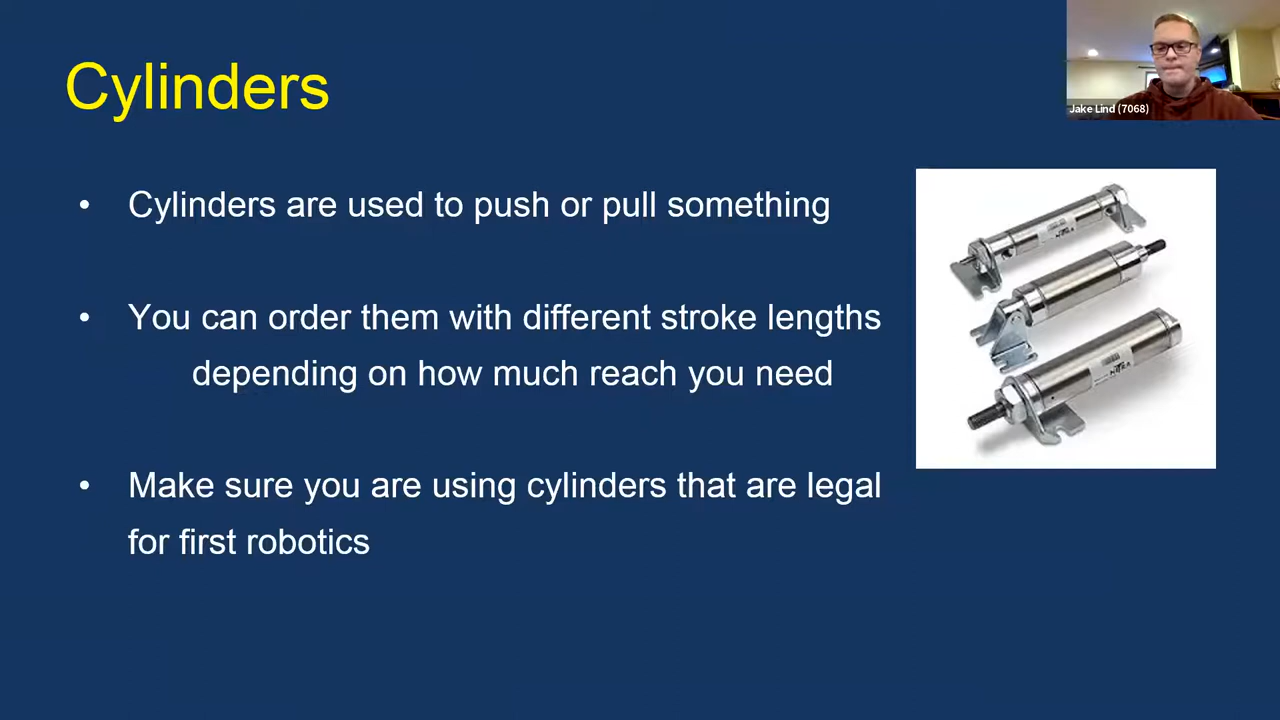 Cylinders
Jake Lind (7068)
• Cylinders are used to push or pull something
• You can order them with different stroke lengths
depending on how much reach you need
• Make sure you are using cylinders that are legal
for first robotics